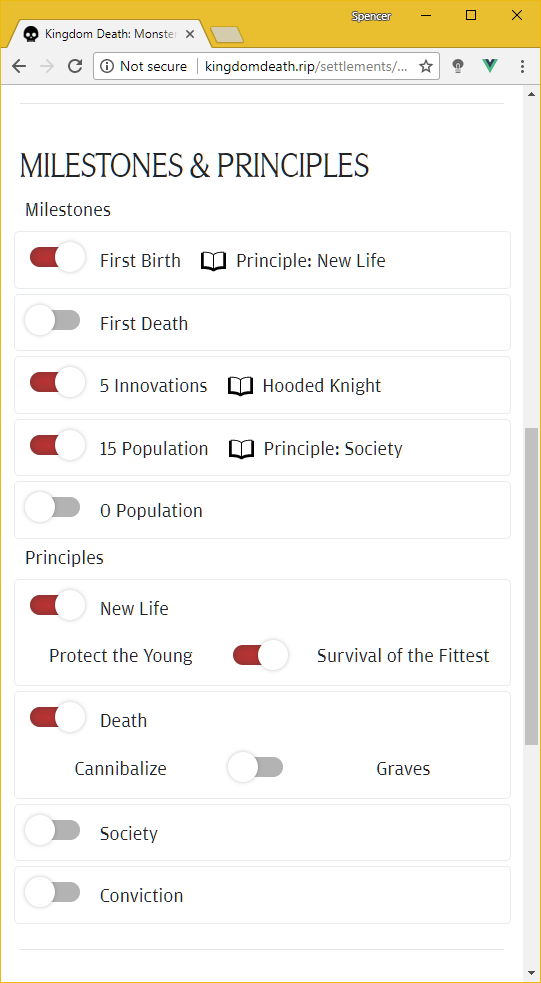 Spencer
Kingdom Death: Monster
Not secure kingdomdeath.rip/settlements/...
MILESTONES & PRINCIPLES
Milestones
First Birth Principle: New Life
First Death
5 Innovations Hooded Knight
15 Population Principle: Society
0 Population
Principles
New Life
Protect the Young Survival of the Fittest
Death
Cannibalize Graves
Society
Conviction